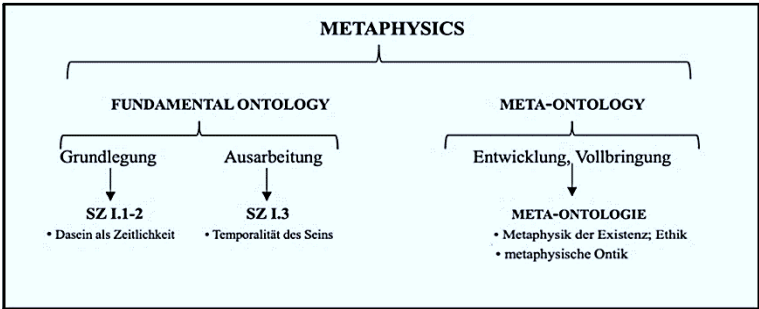 METAPHYSICS
FUNDAMENTAL ONTOLOGY
META-ONTOLOGY
Grundlegung
Ausarbeitung
Entwicklung, Vollbringung
SZ I.1-2
SZ I.3
META-ONTOLOGIE
• Dasein als Zeitlichkeit
• Temporalität des Seins
• Metaphysik der Existenz; Ethik
• metaphysische Ontik